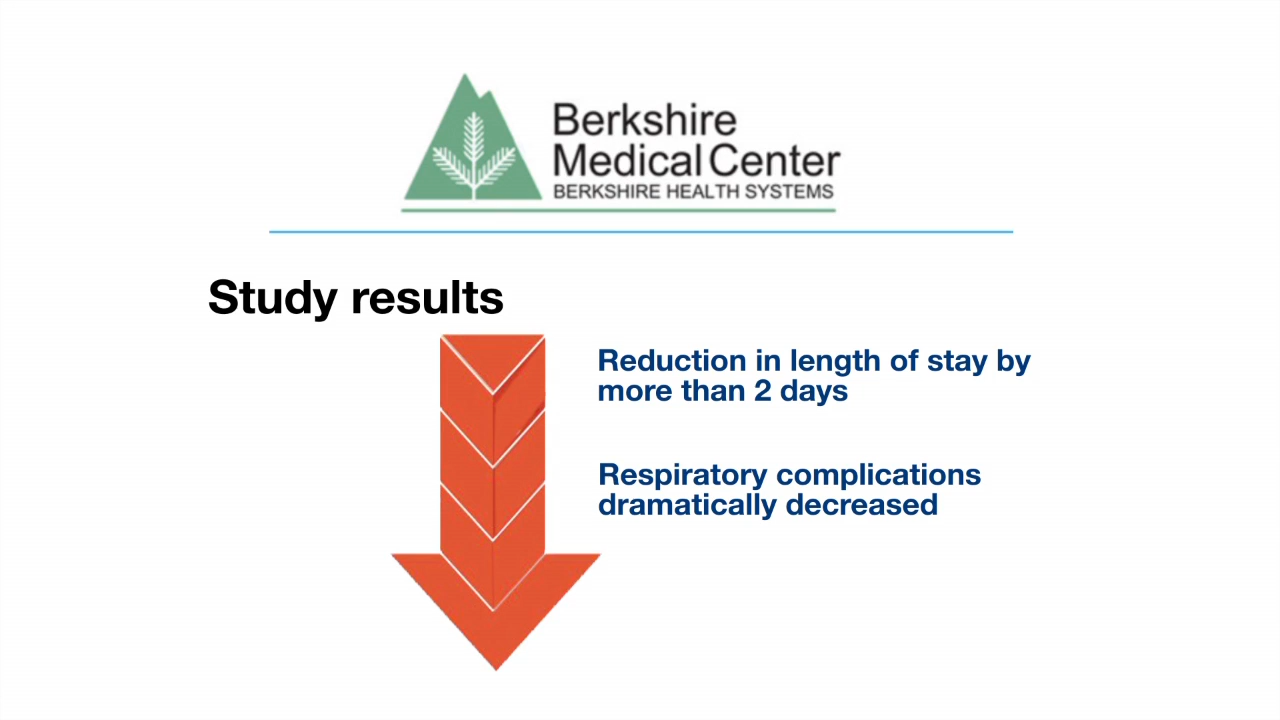 Berkshire
Medical Center
BERKSHIRE HEALTH SYSTEMS
Study results
Reduction in length of stay by
more than 2 days
Respiratory complications
dramatically decreased